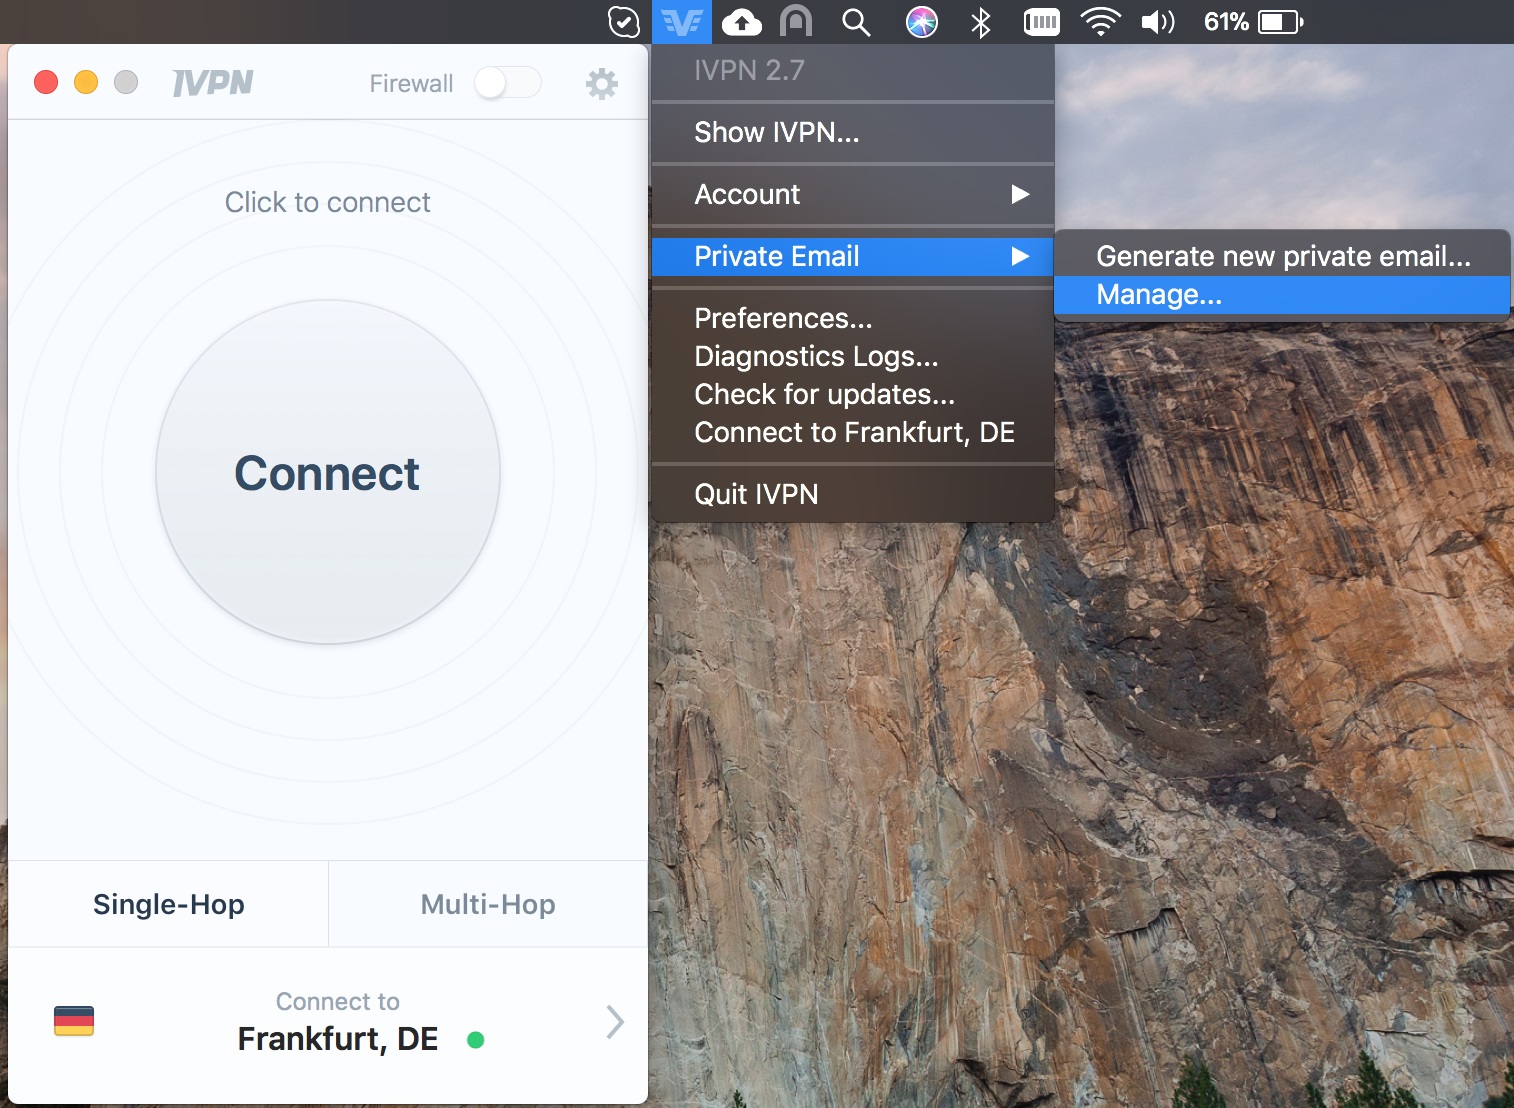 61%
IVPN
Firewall
Click to connect
Connect
Single-Hop
Multi-Hop
Connect to
Frankfurt, DE
IVPN 2.7
Show IVPN...
Account
Private Email
Preferences...
Diagnostics Logs...
Check for updates...
Connect to Frankfurt, DE
Quit IVPN
Generate new private email...
Manage...